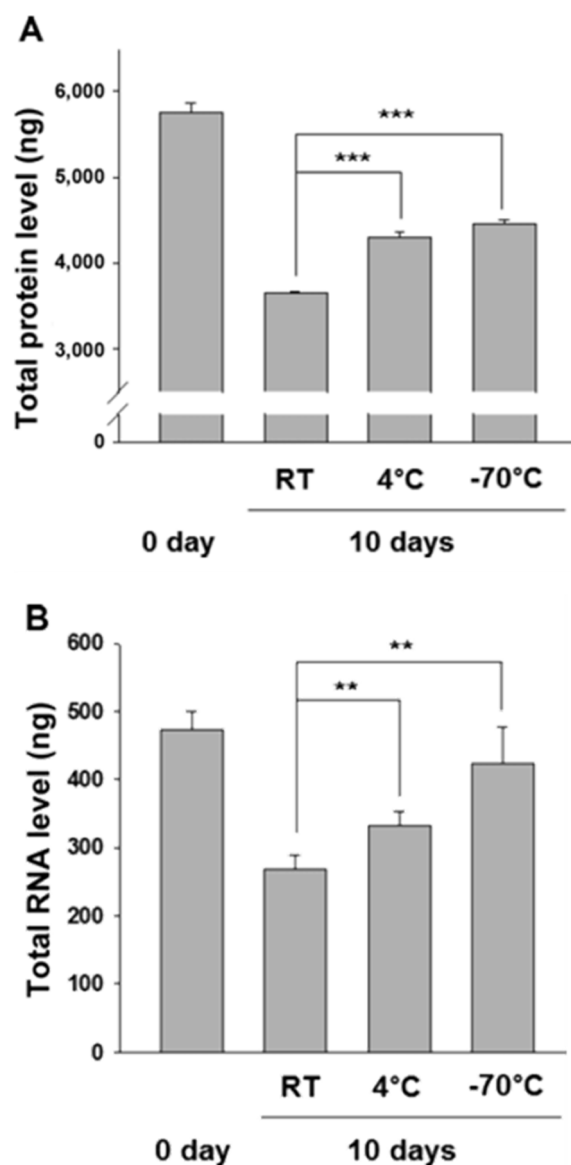 A
Total protein level (ng)
6,000
5,000
4,000
3,000
0
***
***
RT 4°C -70°C
0 day 10 days
B
Total RNA level (ng)
600
500
400
300
200
100
0
**
**
RT 4°C -70°C
0 day 10 days